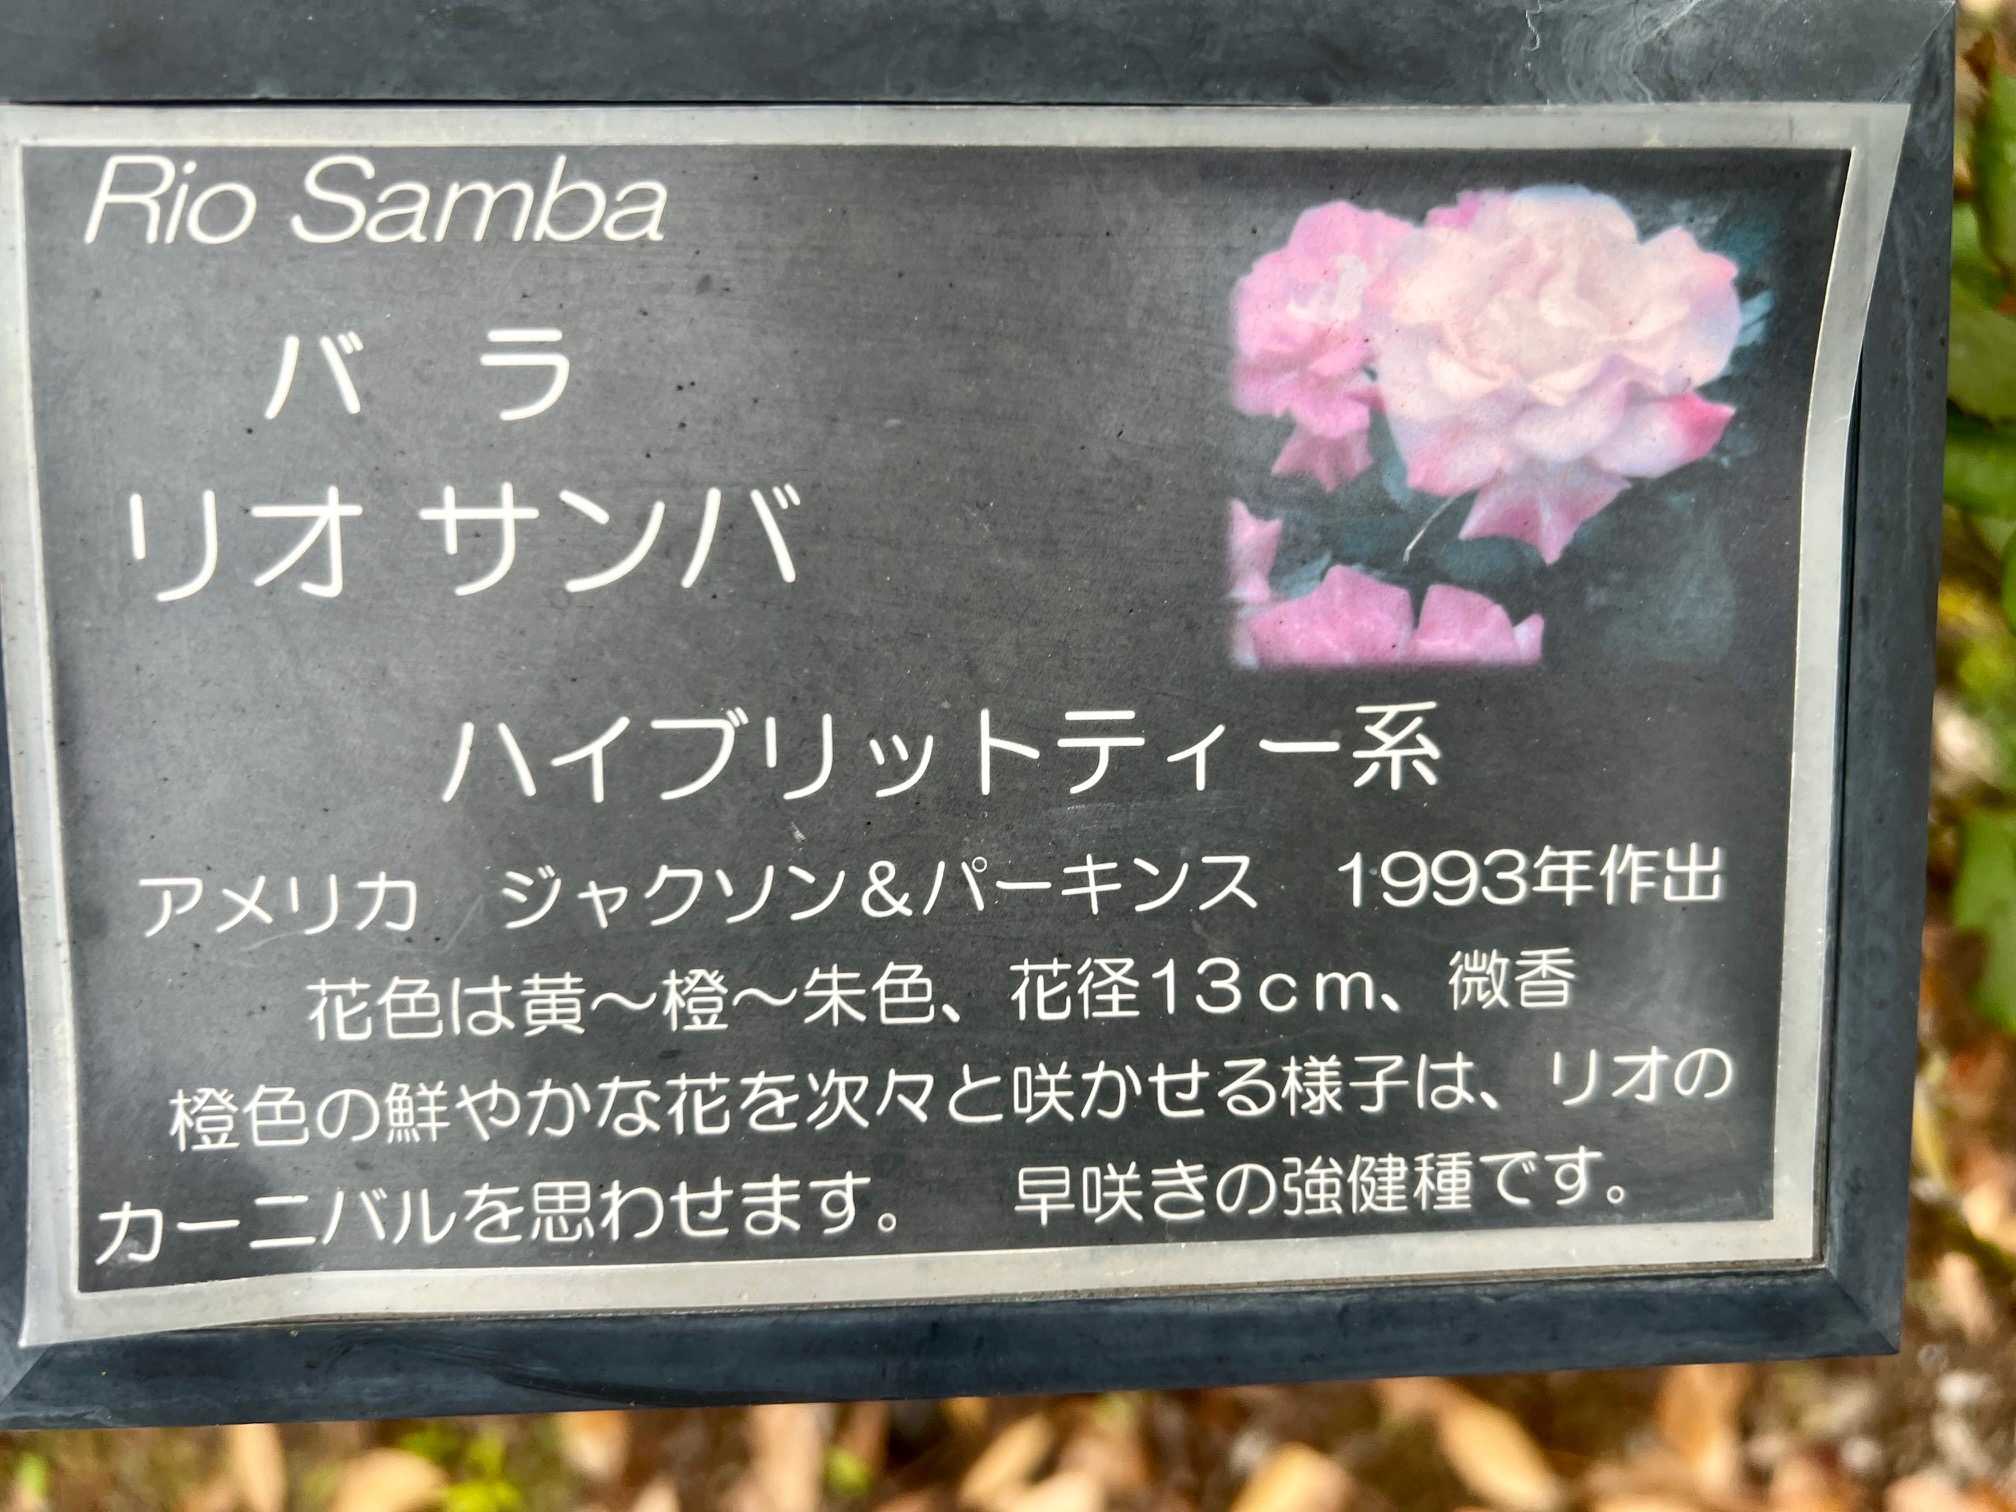 Rio Samba
バラ
リオ サンバ
ハイブリットティー系
アメリカ　ジャクソン＆パーキンス　1993年作出
花色は黄～橙～朱色、花径13ｃｍ、微香
橙色の鮮やかな花を次々と咲かせる様子は、リオの
カーニバルを思わせます。　早咲きの強健種です。